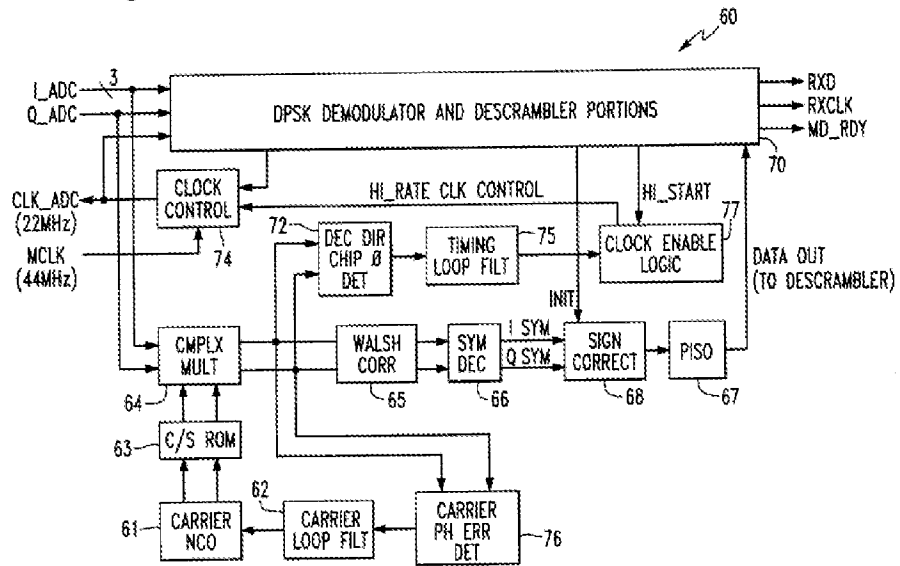 60
I_ADC
3
Q_ADC
DPSK DEMODULATOR AND DESCRAMBLER PORTIONS
RXD
RXCLK
MD_RDY
70
CLK_ADC
(22MHz)
CLOCK
CONTROL
74
HI_RATE CLK CONTROL
HI_START
77
MCLK
(44MHz)
72
DEC DIR
CHIP Ø
DET
75
TIMING
LOOP FILT
CLOCK ENABLE
LOGIC
DATA OUT
(TO DESCRAMBLER)
INIT
CMPLX
MULT
64
WALSH
CORR
65
SYM
DEC
66
I SYM
Q SYM
SIGN
CORRECT
68
PISO
67
63
C/S ROM
61
CARRIER
NCO
62
CARRIER
LOOP FILT
CARRIER
PH ERR
DET
76